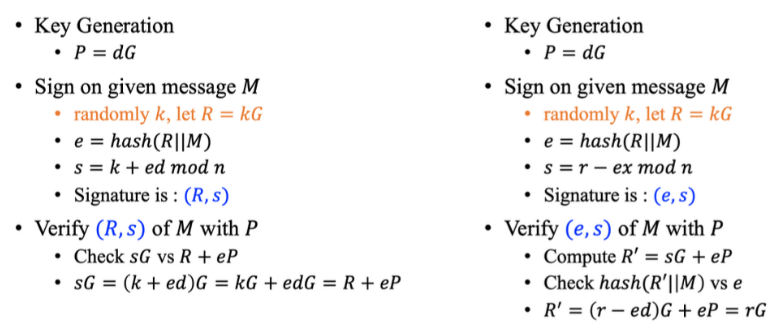 • Key Generation
• P = dG
• Sign on given message M
• randomly k, let R = kG
• e = hash(R||M)
• s = k + ed mod n
• Signature is : (R, s)
• Verify (R, s) of M with P
• Check sG vs R + eP
• sG = (k + ed)G = kG + edG = R + eP
• Key Generation
• P = dG
• Sign on given message M
• randomly k, let R = kG
• e = hash(R||M)
• s = r − ex mod n
• Signature is : (e, s)
• Verify (e, s) of M with P
• Compute R′ = sG + eP
• Check hash(R′||M) vs e
• R′ = (r − ed)G + eP = rG